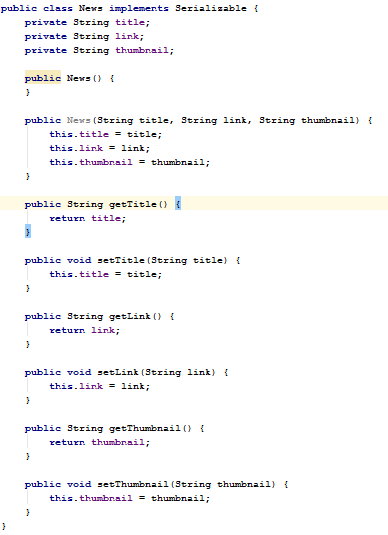 public class News implements Serializable {
    private String title;
    private String link;
    private String thumbnail;

    public News() {
    }

    public News(String title, String link, String thumbnail) {
        this.title = title;
        this.link = link;
        this.thumbnail = thumbnail;
    }

    public String getTitle() {
        return title;
    }

    public void setTitle(String title) {
        this.title = title;
    }

    public String getLink() {
        return link;
    }

    public void setLink(String link) {
        this.link = link;
    }

    public String getThumbnail() {
        return thumbnail;
    }

    public void setThumbnail(String thumbnail) {
        this.thumbnail = thumbnail;
    }
}